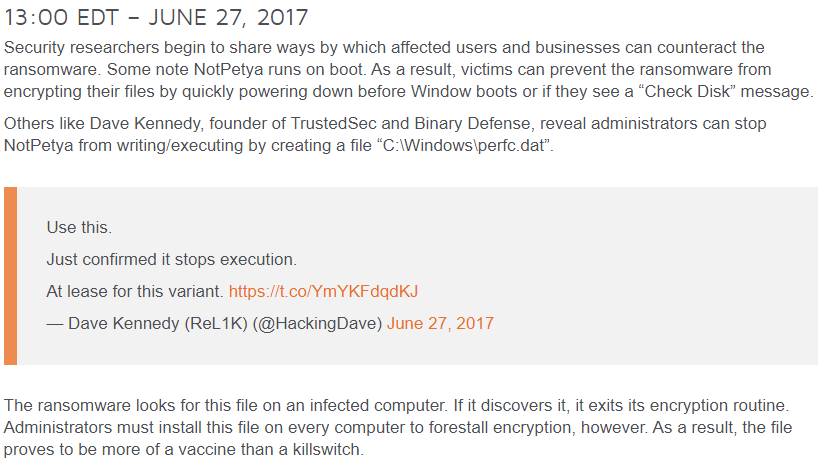 13:00 EDT – JUNE 27, 2017
Security researchers begin to share ways by which affected users and businesses can counteract the
ransomware. Some note NotPetya runs on boot. As a result, victims can prevent the ransomware from
encrypting their files by quickly powering down before Window boots or if they see a “Check Disk” message.
Others like Dave Kennedy, founder of TrustedSec and Binary Defense, reveal administrators can stop
NotPetya from writing/executing by creating a file “C:\Windows\perfc.dat”.
Use this.
Just confirmed it stops execution.
At lease for this variant. https://t.co/YmYKFdqdKJ
— Dave Kennedy (ReL1K) (@HackingDave) June 27, 2017
The ransomware looks for this file on an infected computer. If it discovers it, it exits its encryption routine.
Administrators must install this file on every computer to forestall encryption, however. As a result, the file
proves to be more of a vaccine than a killswitch.